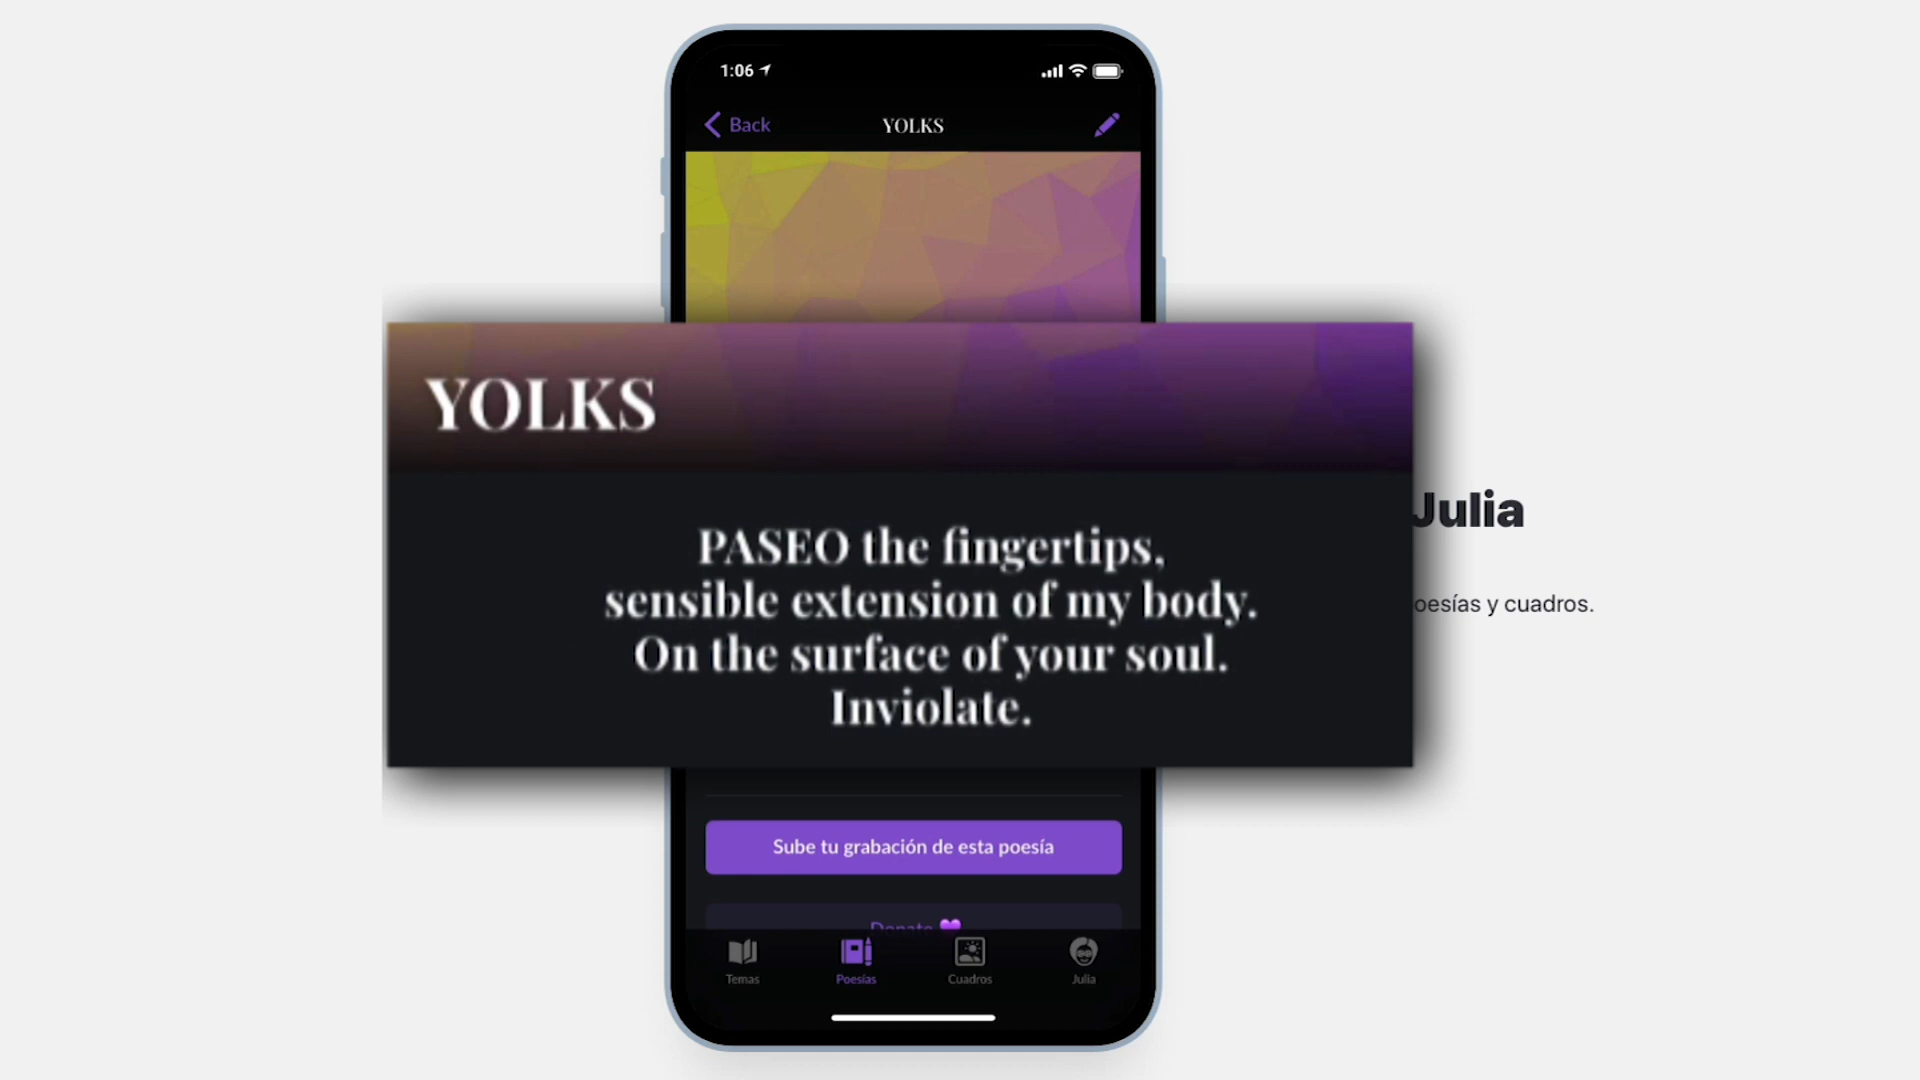 1:06
Back
YOLKS
YOLKS
PASEO the fingertips,
sensible extension of my body.
On the surface of your soul.
Inviolate.
Julia
oesías y cuadros.
Sube tu grabación de esta poesía
Donate 💜
Temas
Poesías
Cuadros
Julia